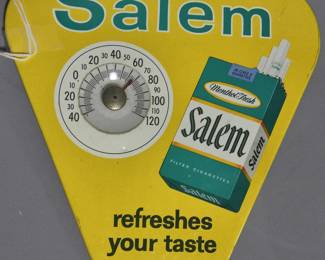 Salem
0 10 20 30 40 50 60 70 80
10 90
20 100
30 110
40 120
Menthol Fresh
Salem
FILTER CIGARETTES
Salem
refreshes
your taste